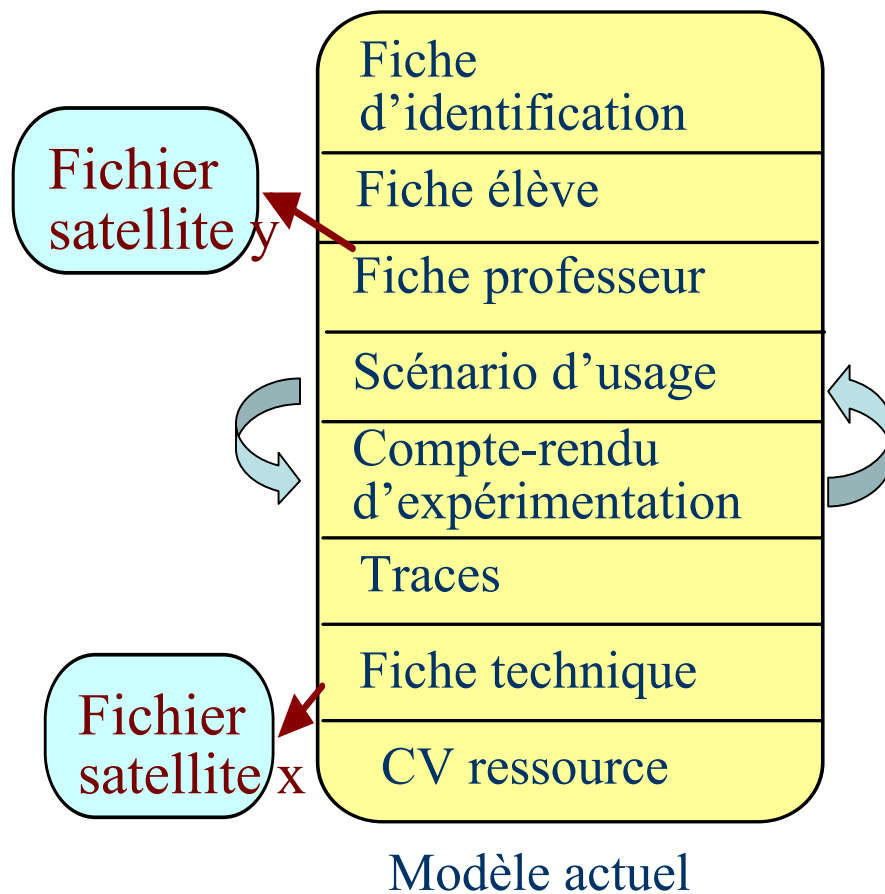 Fiche
d’identification
Fichier
satellite y
Fiche élève
Fiche professeur
Scénario d’usage
Compte-rendu
d’expérimentation
Traces
Fiche technique
Fichier
satellite x
CV ressource
Modèle actuel